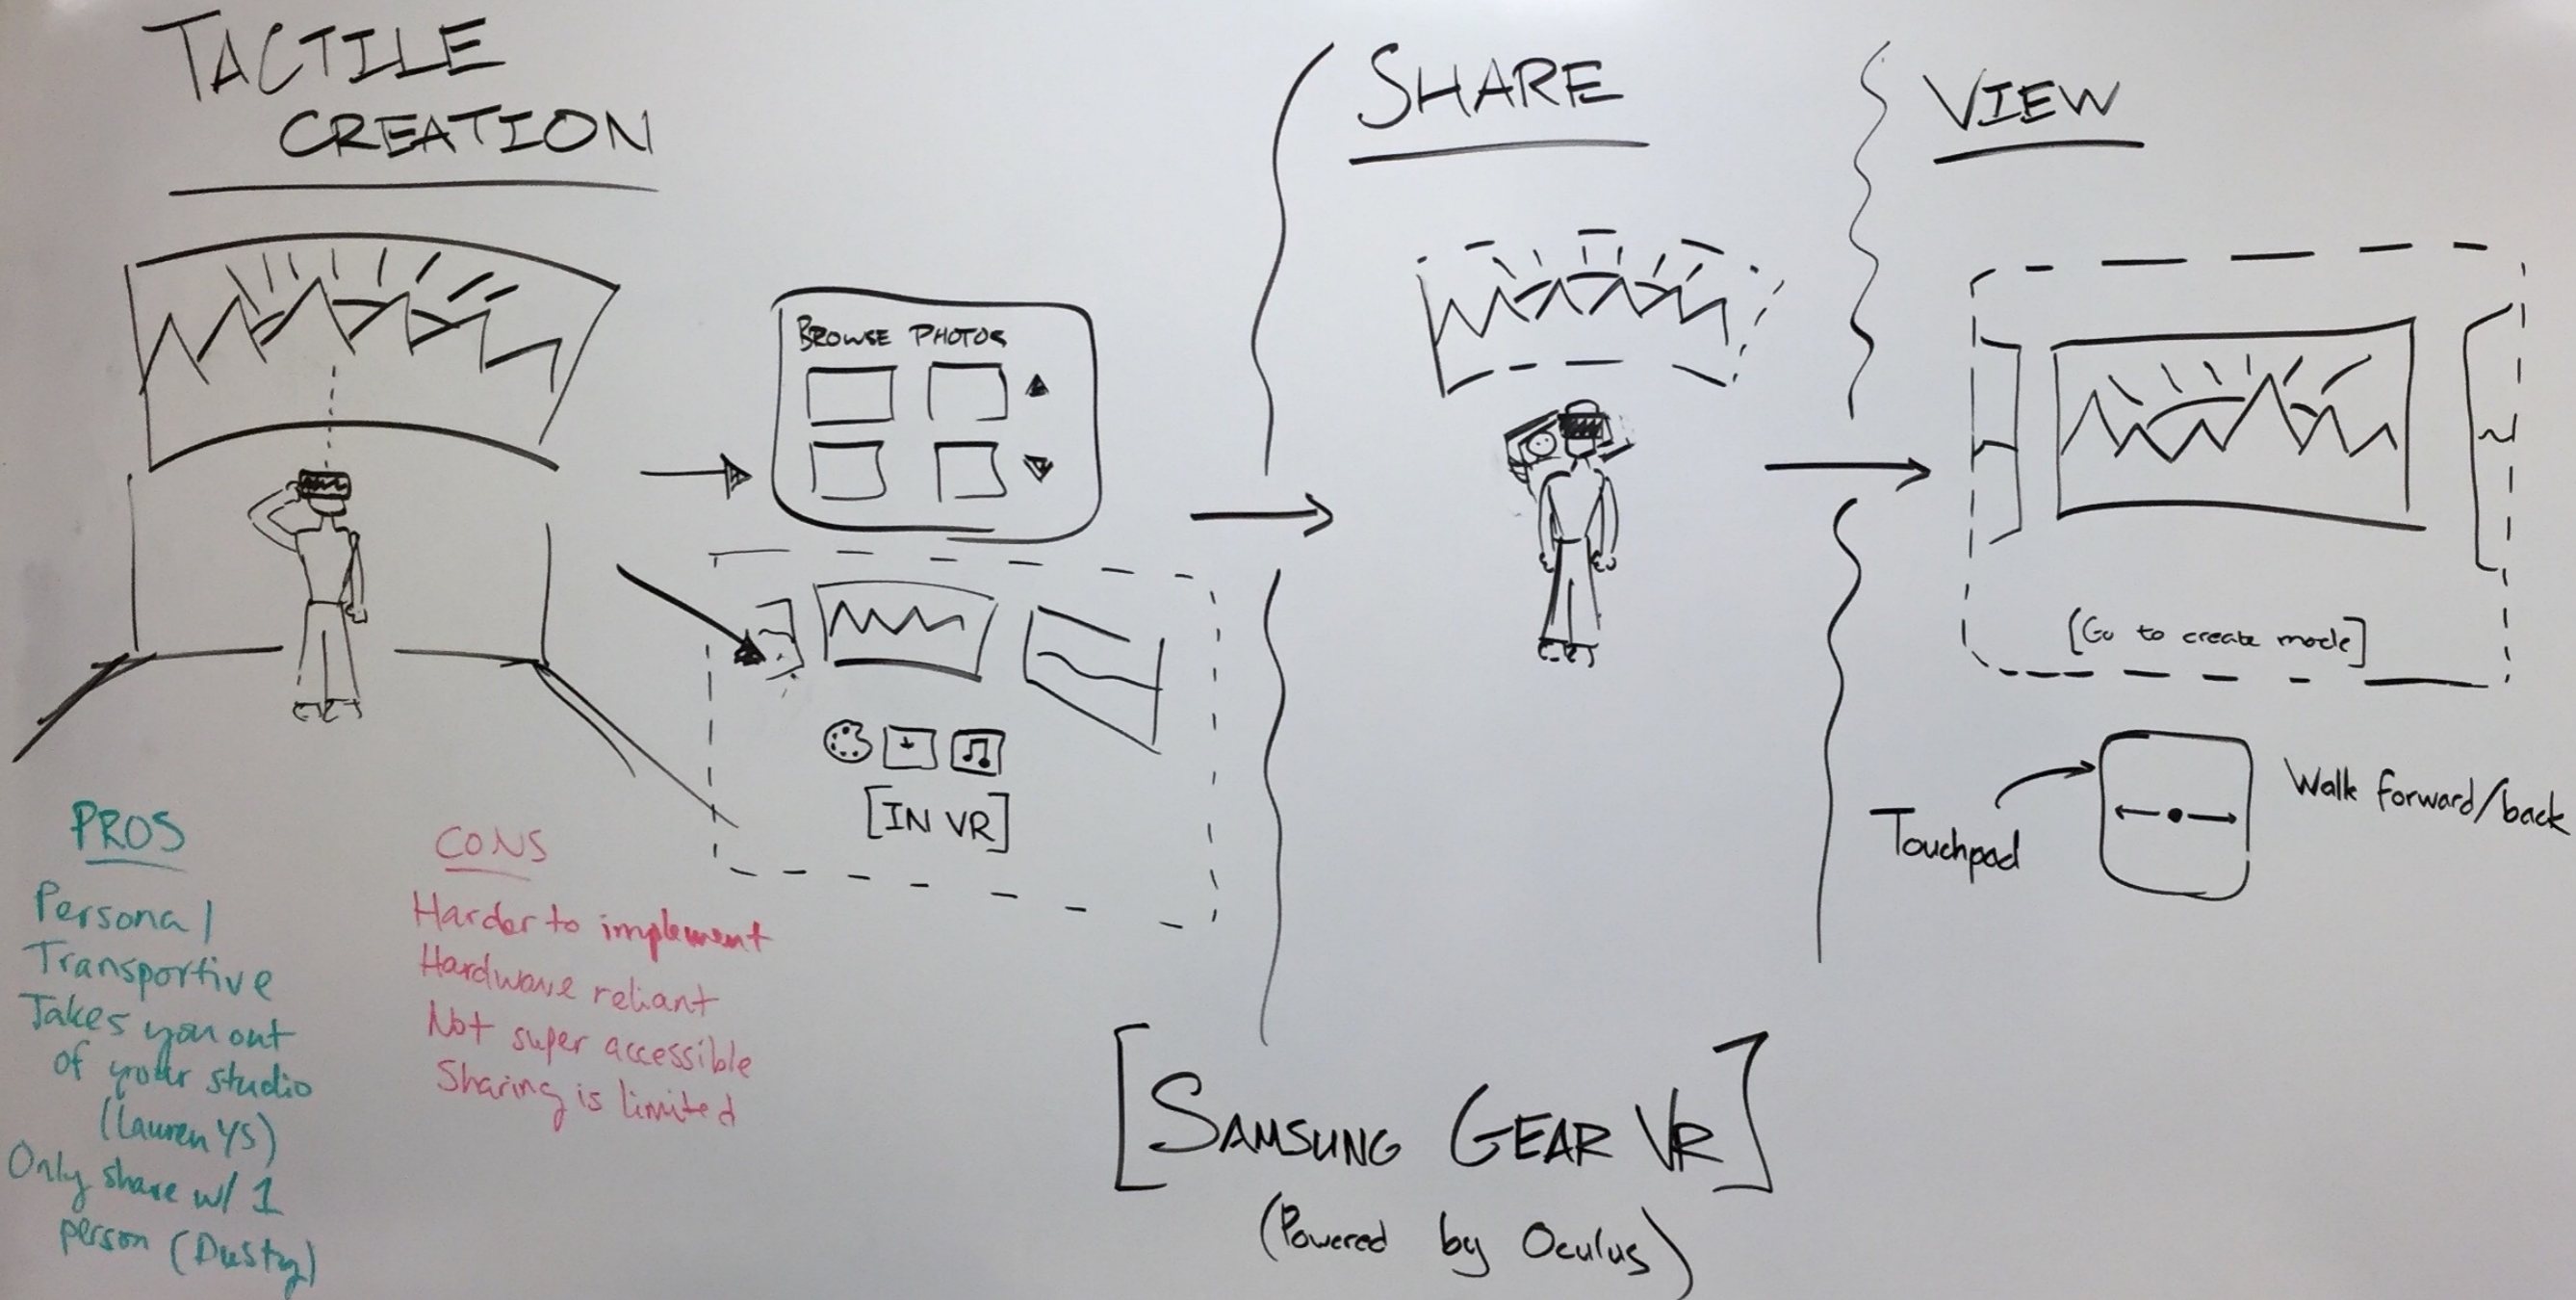 TACTILE
CREATION
BROWSE PHOTOS
[IN VR]
PROS
Personal
Transportive
Takes you out
of your studio
(Lauren YS)
Only share w/ 1
person (Dusty)
CONS
Harder to implement
Hardware reliant
Not super accessible
Sharing is limited
SHARE
VIEW
[Go to create mode]
Touchpad
Walk forward/back
[SAMSUNG GEAR VR]
(Powered by Oculus)